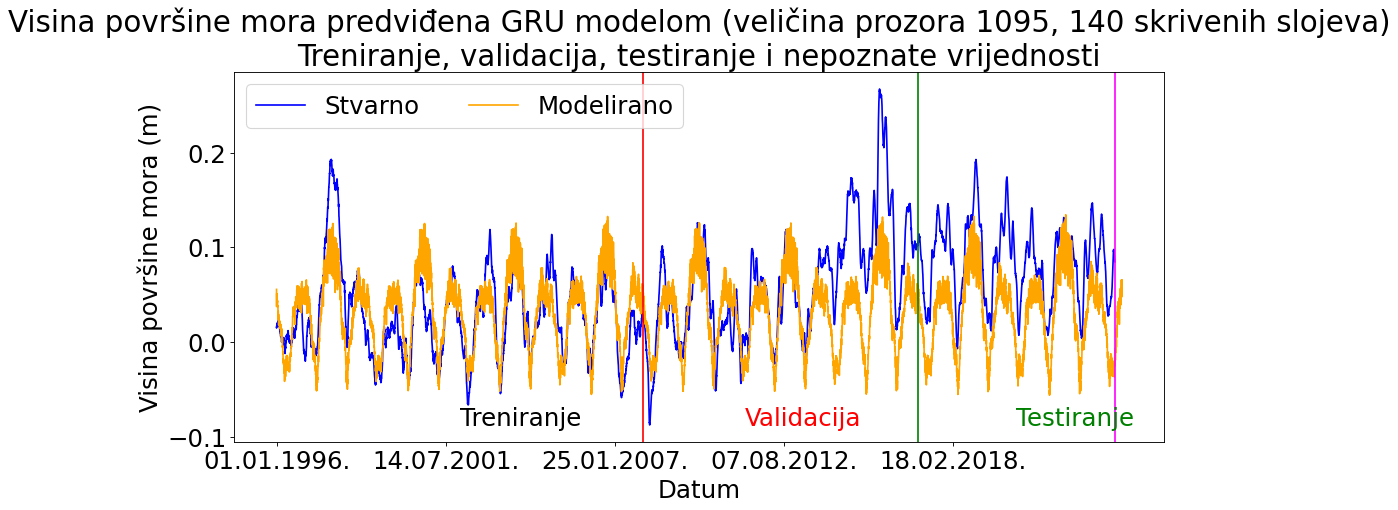 Visina površine mora predviđena GRU modelom (veličina prozora 1095, 140 skrivenih slojeva)
Treniranje, validacija, testiranje i nepoznate vrijednosti
Stvarno
Modelirano
Visina površine mora (m)
0.2
0.1
0.0
−0.1
Treniranje
Validacija
Testiranje
01.01.1996.
14.07.2001.
25.01.2007.
07.08.2012.
18.02.2018.
Datum